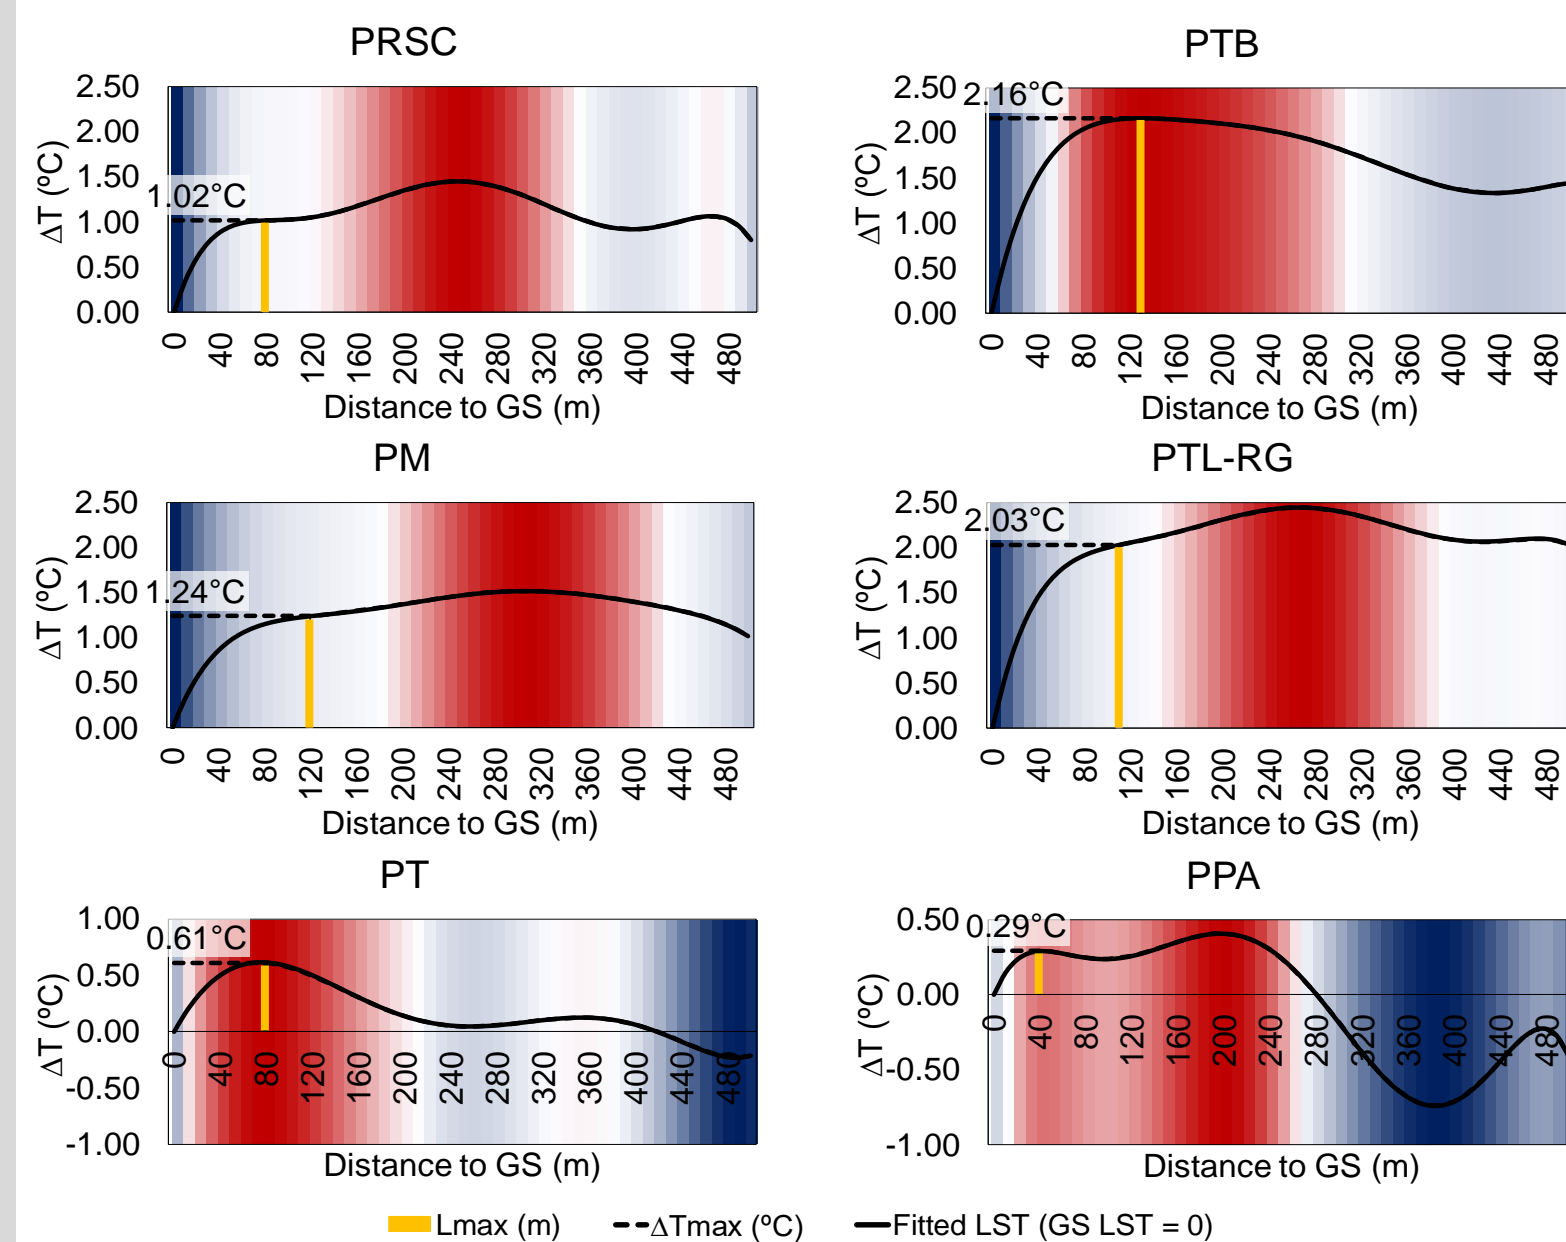 PRSC
2.50
2.00
1.50
1.00
0.50
0.00
ΔT (ºC)
1.02°C
0 40 80 120 160 200 240 280 320 360 400 440 480
Distance to GS (m)
PTB
2.50
2.00
1.50
1.00
0.50
0.00
ΔT (ºC)
2.16°C
0 40 80 120 160 200 240 280 320 360 400 440 480
Distance to GS (m)
PM
2.50
2.00
1.50
1.00
0.50
0.00
ΔT (ºC)
1.24°C
0 40 80 120 160 200 240 280 320 360 400 440 480
Distance to GS (m)
PTL-RG
2.50
2.00
1.50
1.00
0.50
0.00
ΔT (ºC)
2.03°C
0 40 80 120 160 200 240 280 320 360 400 440 480
Distance to GS (m)
PT
1.00
0.50
0.00
-0.50
-1.00
ΔT (ºC)
0.61°C
0 40 80 120 160 200 240 280 320 360 400 440 480
Distance to GS (m)
PPA
0.50
0.00
-0.50
-1.00
ΔT (ºC)
0.29°C
0 40 80 120 160 200 240 280 320 360 400 440 480
Distance to GS (m)
Lmax (m) ΔTmax (ºC) Fitted LST (GS LST = 0)